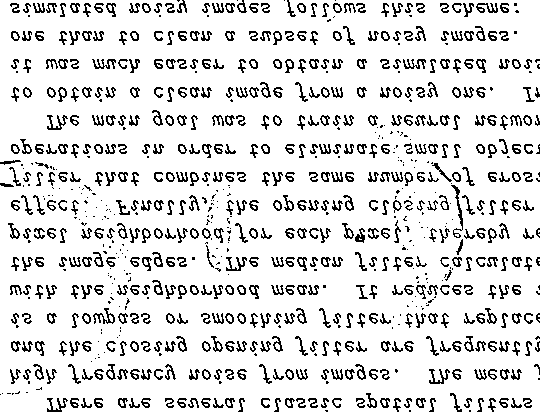 There are several classic spatial filters
high frequency noise from images. The mean f
and the closing opening filter are frequently
is a lowpass or smoothing filter that replace
with the neighborhood mean. It reduces the i
the image edges. The median filter calculate
pixel neighborhood for each pixel, thereby re
effect. Finally, the opening closing filter
filter that combines the same number of erosi
operations in order to eliminate small object
The main goal was to train a neural networ
to obtain a clean image from a noisy one. In
it was much easier to obtain a simulated nois
one than to clean a subset of noisy images.
simulated noisy images follows this scheme: